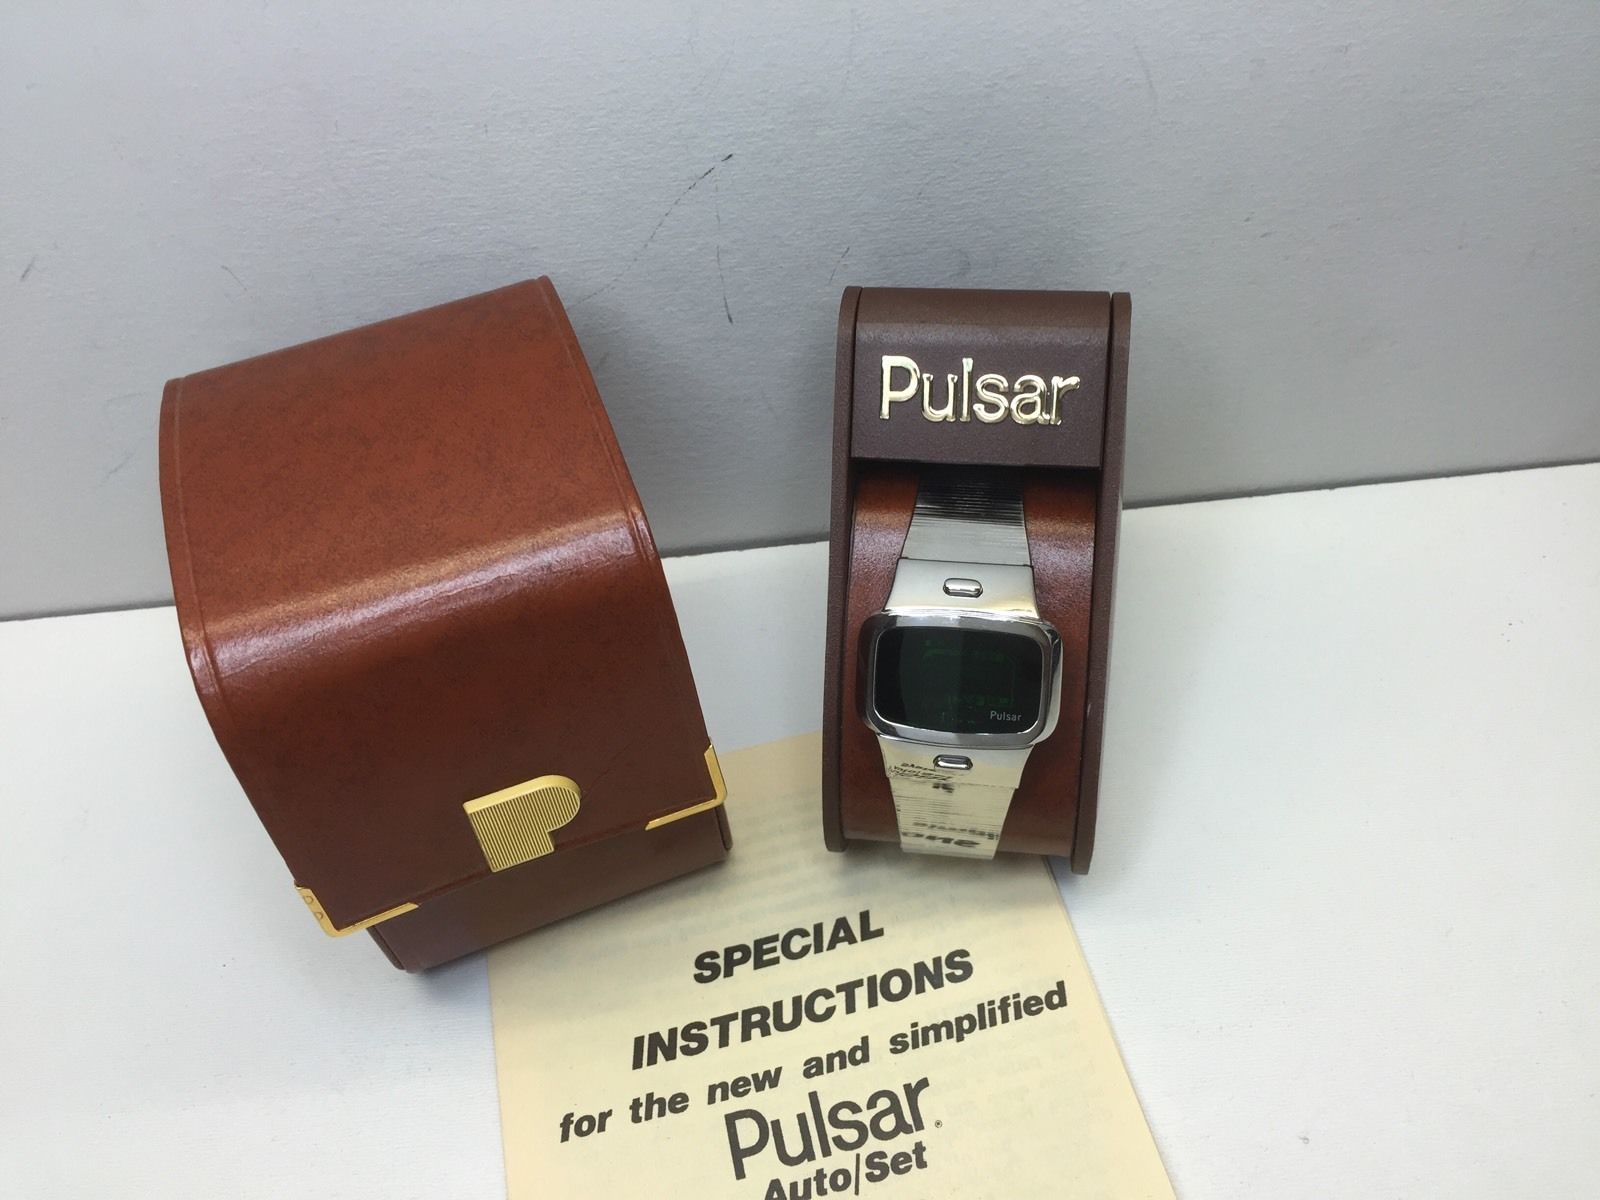 Pulsar
Pulsar
SPECIAL
INSTRUCTIONS
for the new and simplified
Pulsar®
Auto/Set